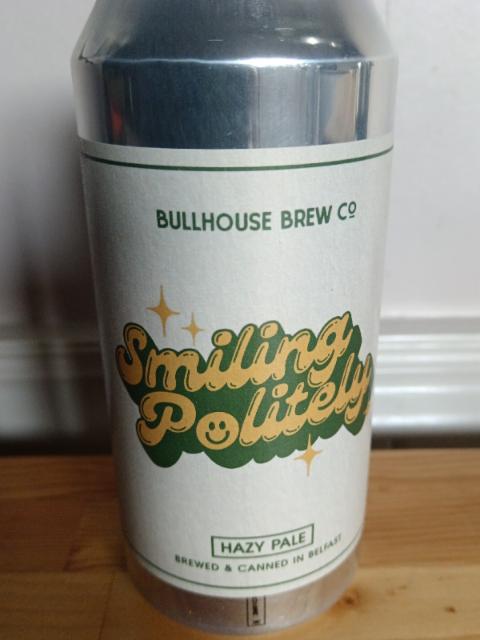 BULLHOUSE BREW Co
Smiling
Politely
HAZY PALE
BREWED & CANNED IN BELFAST